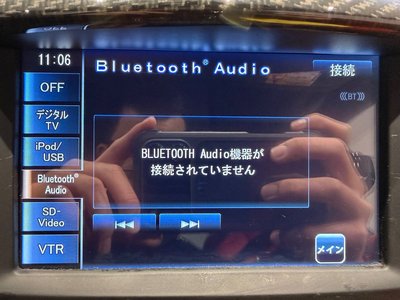 11:06
Bluetooth® Audio
接続
OFF
((( BT )))
デジタル
TV
iPod/
USB
Bluetooth®
Audio
BLUETOOTH Audio機器が
接続されていません
SD-
Video
VTR
メイン